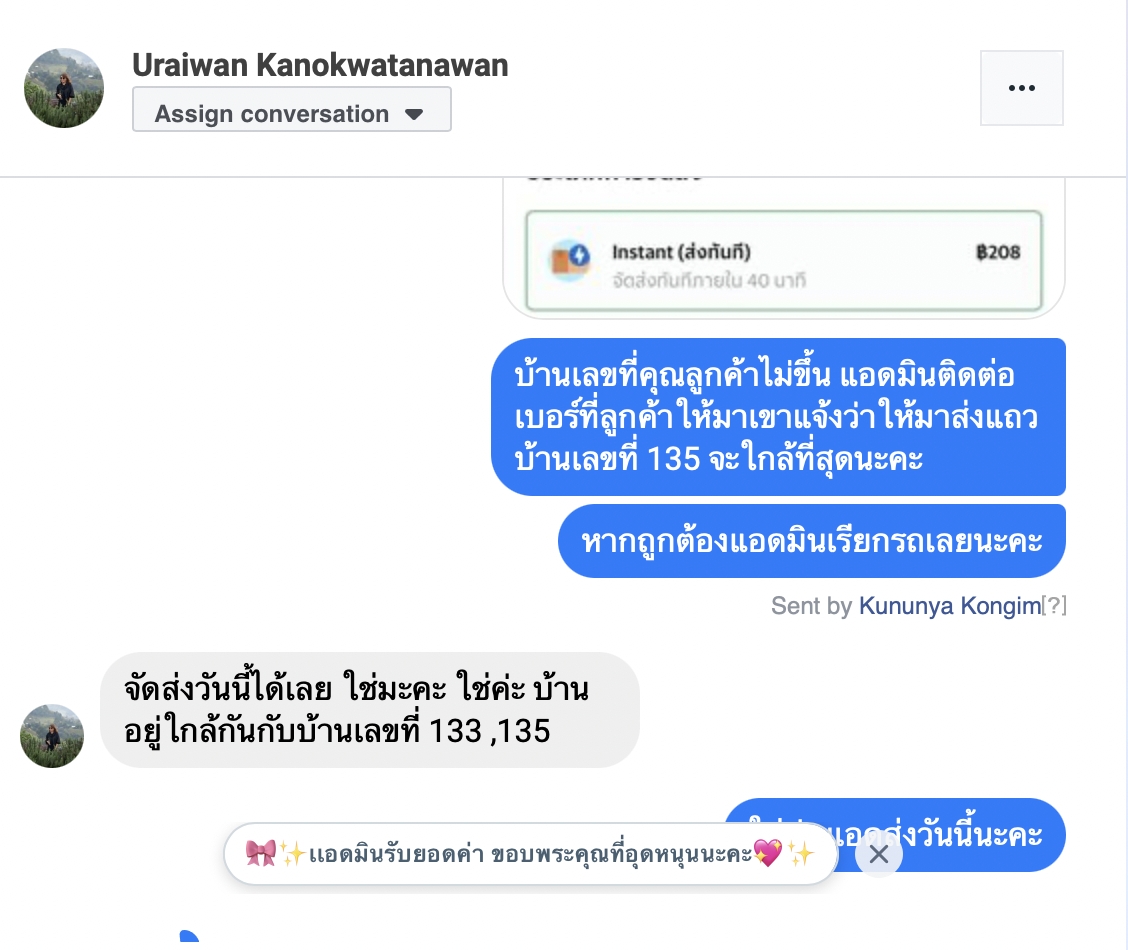 Uraiwan Kanokwatanawan
Assign conversation
Instant (ส่งทันที)
฿208
จัดส่งทันทีภายใน 40 นาที
บ้านเลขที่คุณลูกค้าไม่ขึ้น แอดมินติดต่อ
เบอร์ที่ลูกค้าให้มาเขาแจ้งว่าให้มาส่งแถว
บ้านเลขที่ 135 จะใกล้ที่สุดนะคะ
หากถูกต้องแอดมินเรียกรถเลยนะคะ
Sent by Kununya Kongim[?]
จัดส่งวันนี้ได้เลย ใช่มะคะ ใช่ค่ะ บ้าน
อยู่ใกล้กันกับบ้านเลขที่ 133 ,135
แอดส่งวันนี้นะคะ
🎀✨เเอดมินรับยอดค่า ขอบพระคุณที่อุดหนุนนะคะ💖✨